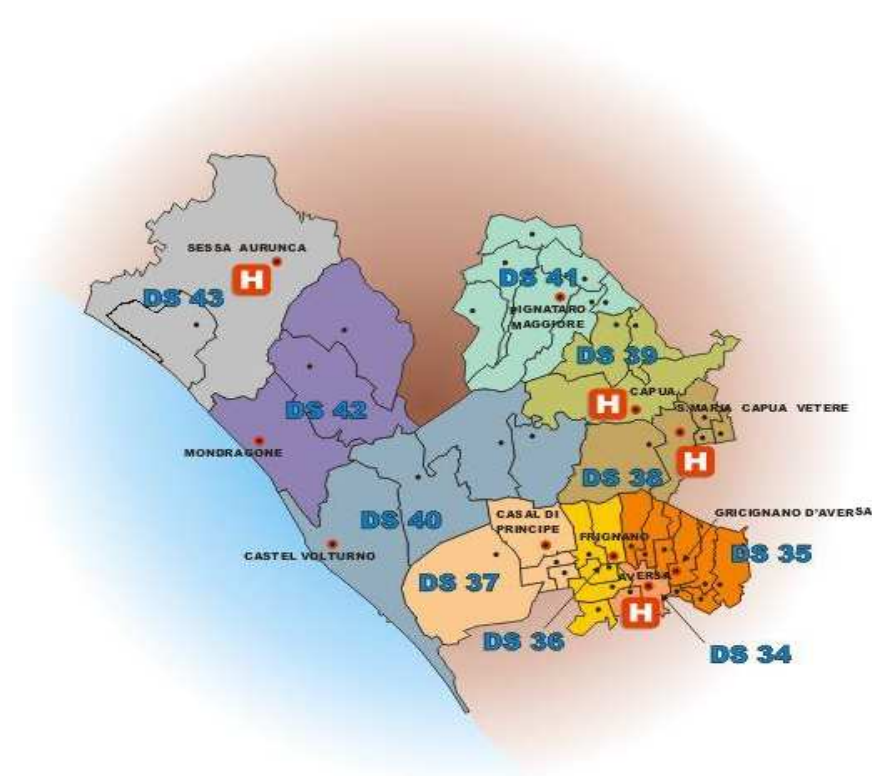 SESSA AURUNCA
H
DS 43
DS 41
PIGNATARO
MAGGIORE
DS 39
DS 42
CAPUA
H
S.MARIA CAPUA VETERE
MONDRAGONE
H
DS 38
CASAL DI
PRINCIPE
GRICIGNANO D'AVERSA
DS 40
FRIGNANO
CASTEL VOLTURNO
DS 35
DS 37
AVERSA
H
DS 36
DS 34